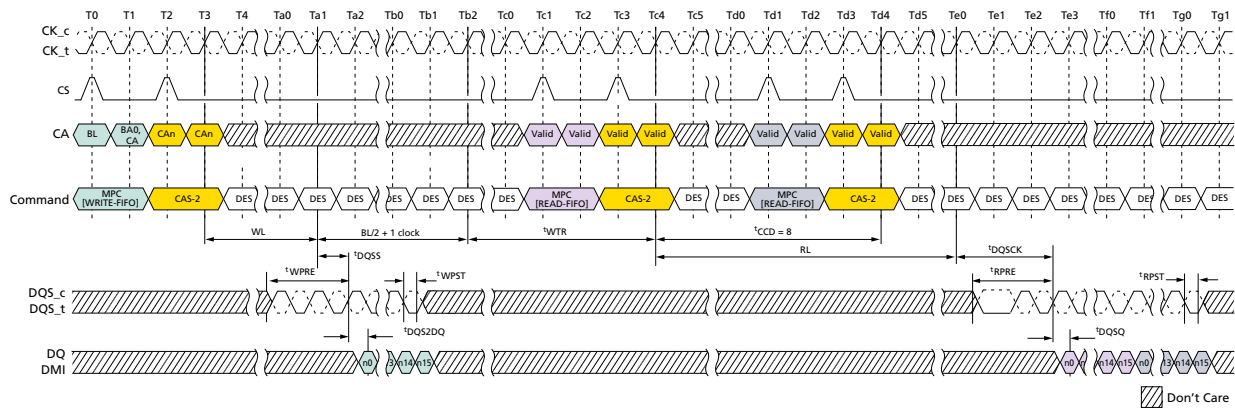 T0 T1 T2 T3 T4 Ta0 Ta1 Ta2 Tb0 Tb1 Tb2 Tc0 Tc1 Tc2 Tc3 Tc4 Tc5 Td0 Td1 Td2 Td3 Td4 Td5 Te0 Te1 Te2 Te3 Tf0 Tf1 Tg0 Tg1
CK_c
CK_t
CS
CA BL BA0, CA CAn CAn Valid Valid Valid Valid Valid Valid Valid Valid
Command MPC [WRITE-FIFO] CAS-2 DES DES DES DES DES DES DES DES MPC [READ-FIFO] CAS-2 DES DES MPC [READ-FIFO] CAS-2 DES DES DES DES DES DES DES DES DES
WL BL/2 + 1 clock tWTR tCCD = 8
RL tDQSCK
tDQSS
tWPRE tWPST tRPRE tRPST
DQS_c
DQS_t
tDQS2DQ tDQSQ
DQ
DMI
n0 13 n14 n15 n0 n n14 n15 n0 13 n14 n15
Don't Care